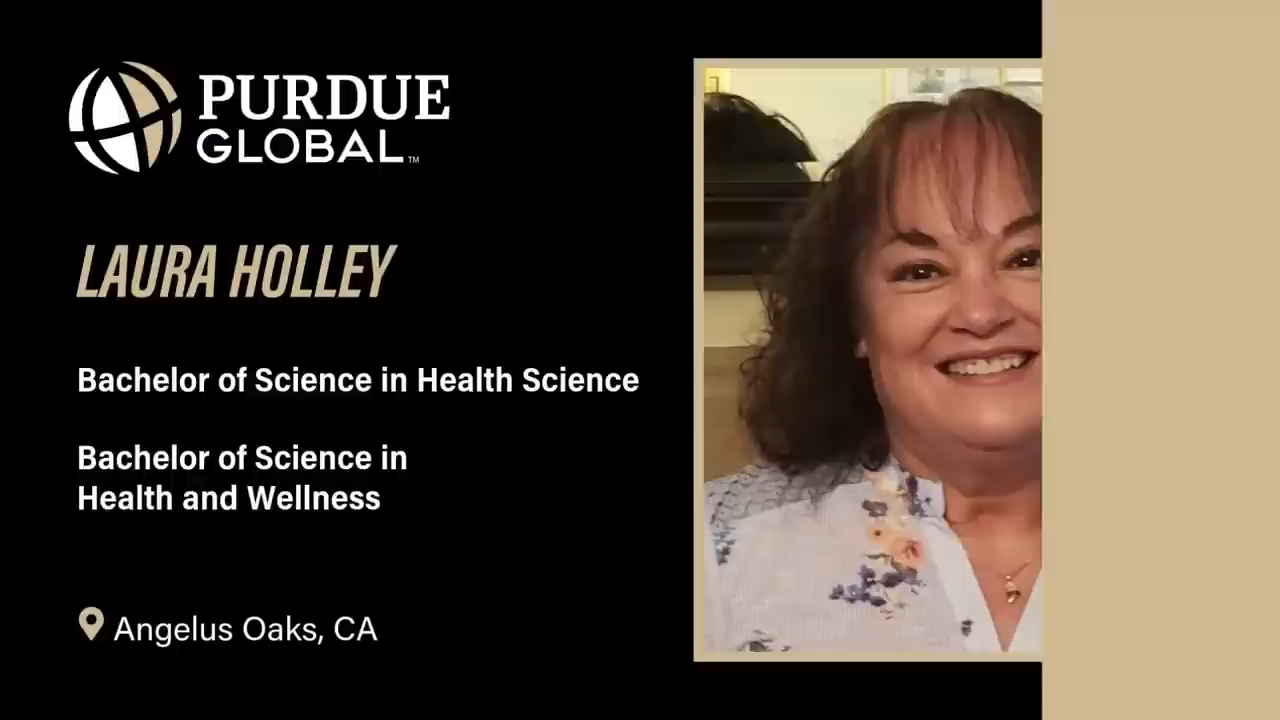 PURDUE
GLOBAL™
LAURA HOLLEY
Bachelor of Science in Health Science
Bachelor of Science in
Health and Wellness
Angelus Oaks, CA